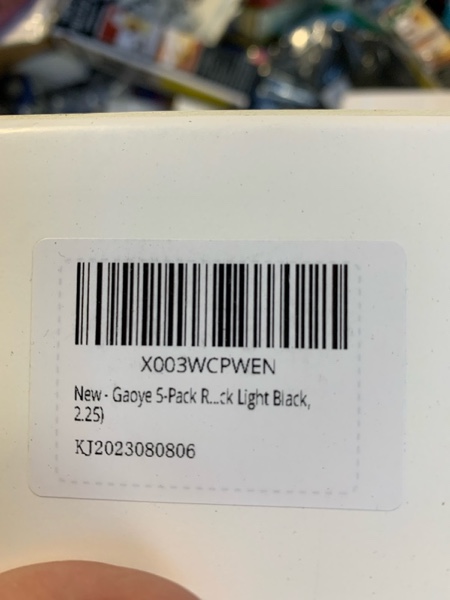 X003WCPWEN
New - Gaoye 5-Pack R...ck Light Black,
2.25)
KJ2023080806